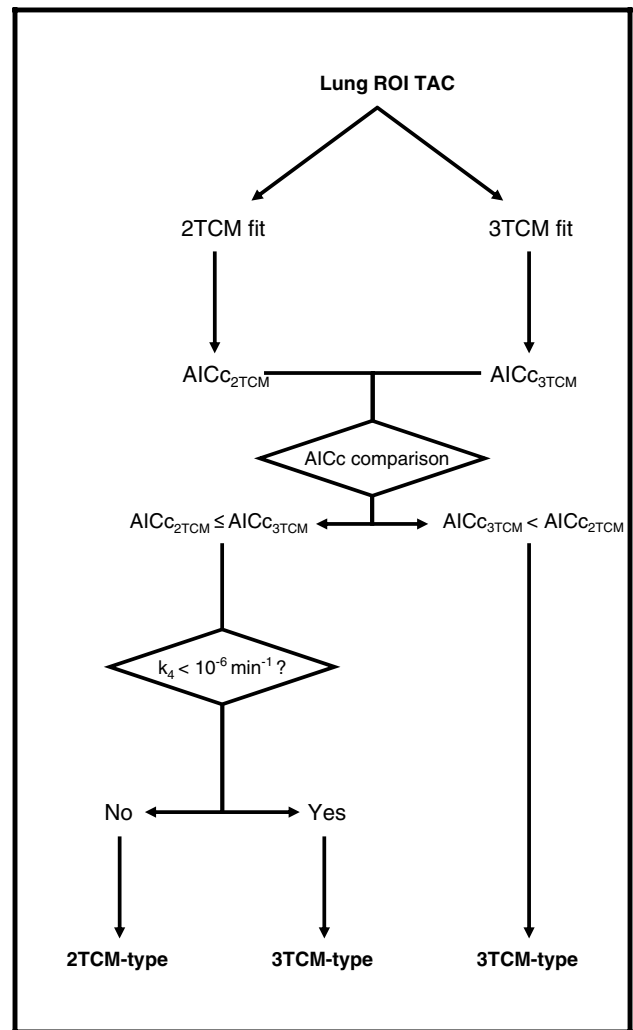 Lung ROI TAC
2TCM fit 3TCM fit
AICc2TCM AICc3TCM
AICc comparison
AICc2TCM ≤ AICc3TCM AICc3TCM < AICc2TCM
k4 < 10-6 min-1 ?
No Yes
2TCM-type 3TCM-type 3TCM-type